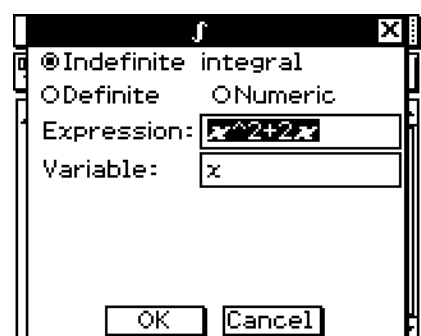 ∫
Indefinite integral
Definite Numeric
Expression: x^2+2x
Variable: x
OK Cancel